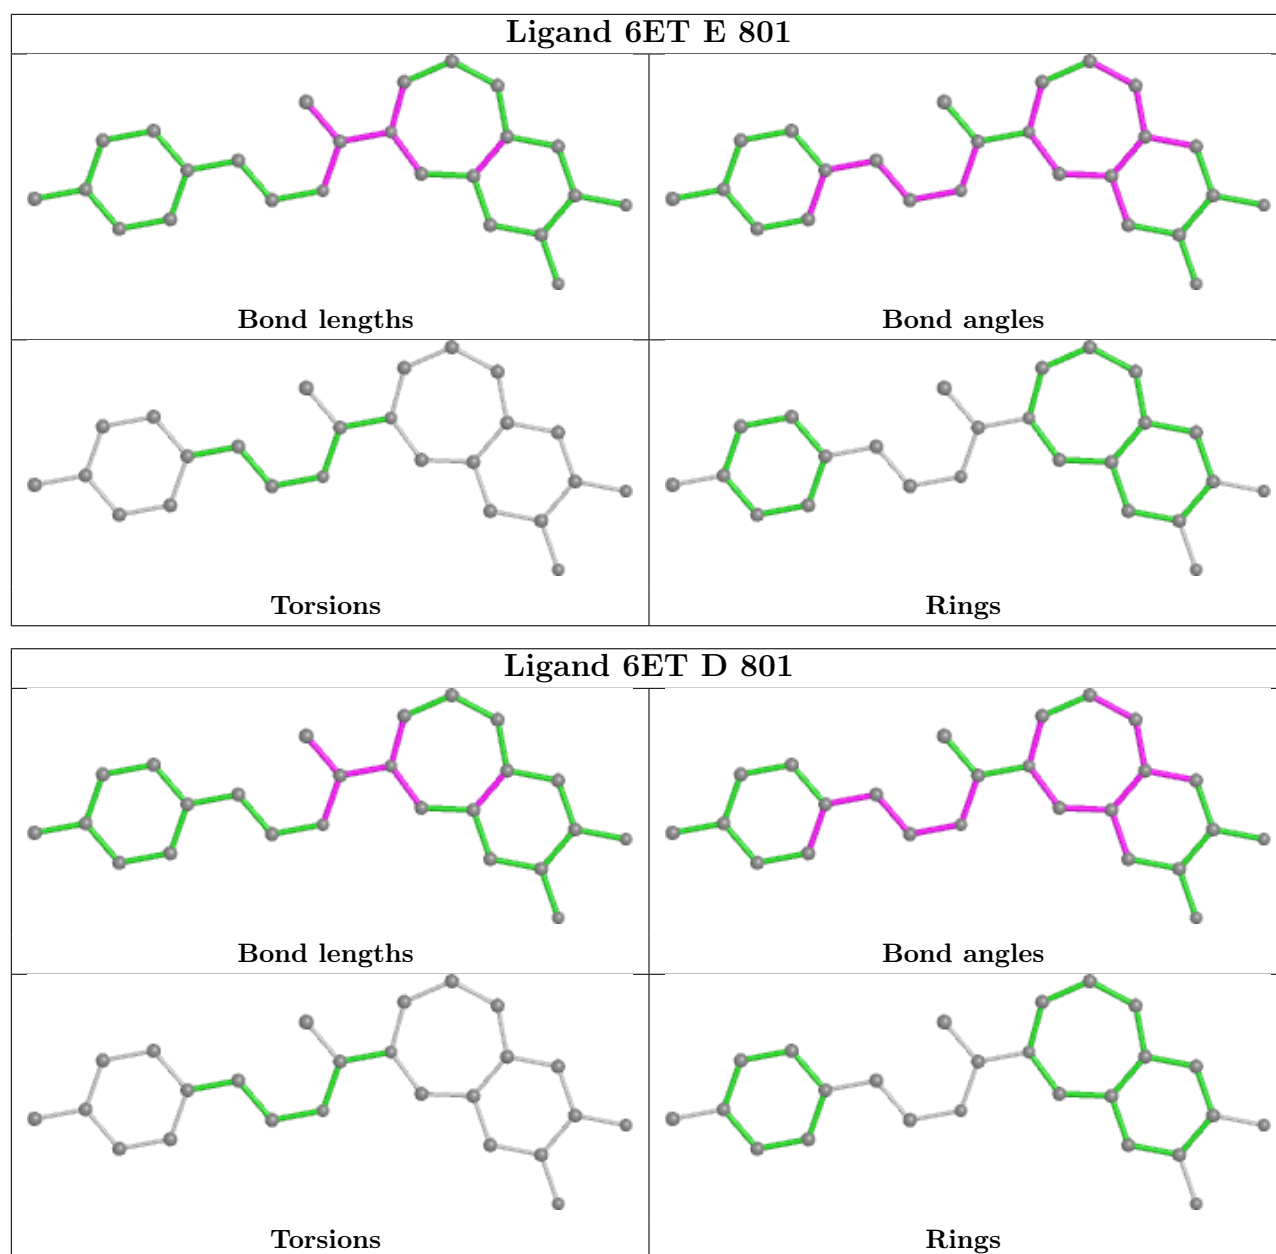 Ligand 6ET E 801
Bond lengths
Bond angles
Torsions
Rings
Ligand 6ET D 801
Bond lengths
Bond angles
Torsions
Rings